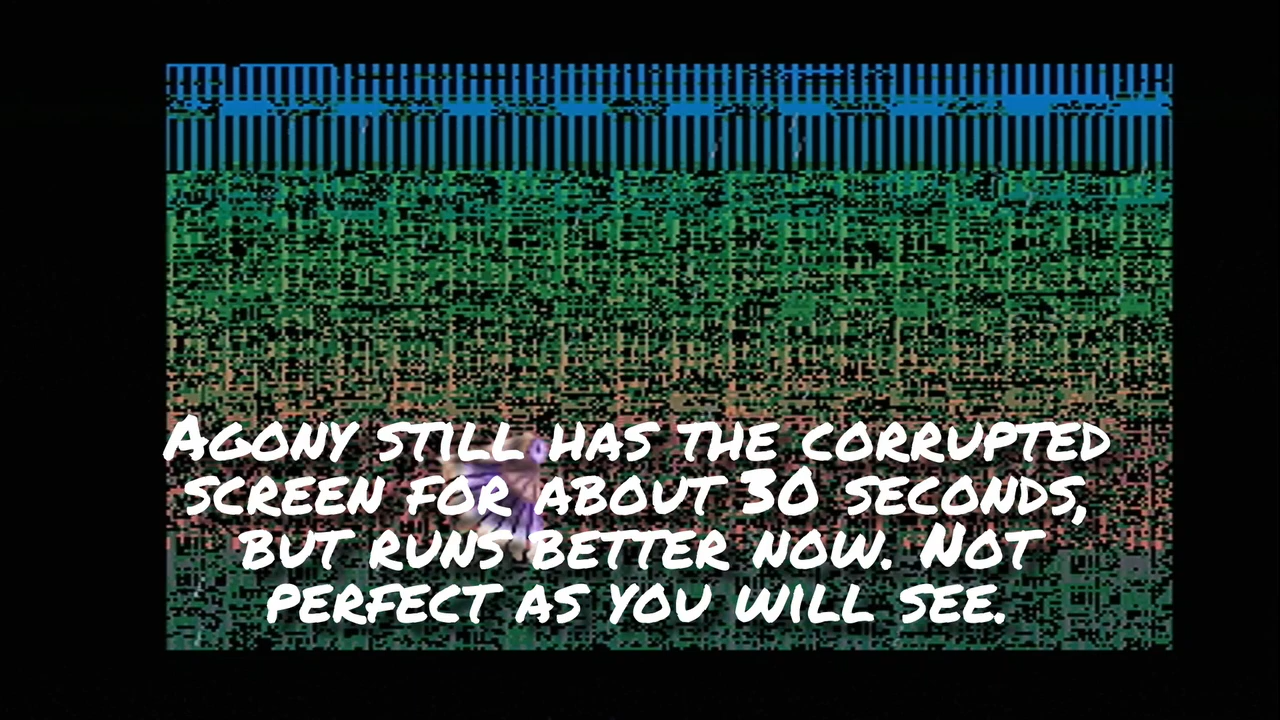 Agony still has the corrupted
screen for about 30 seconds,
but runs better now. Not
perfect as you will see.